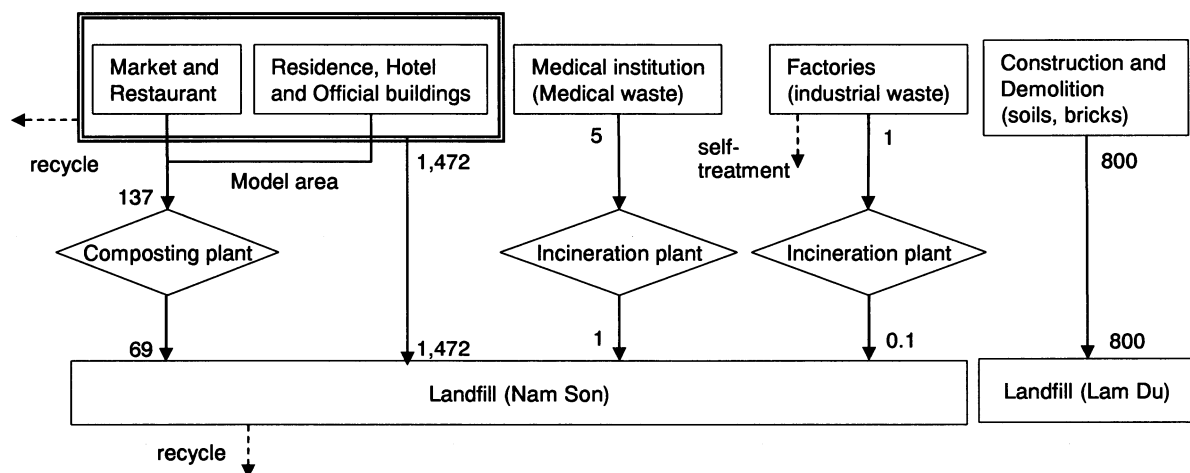 Market and
Restaurant
Residence, Hotel
and Official buildings
Medical institution
(Medical waste)
Factories
(industrial waste)
Construction and
Demolition
(soils, bricks)
recycle
Model area
1,472
5
self-
treatment
1
800
137
Composting plant
Incineration plant
Incineration plant
69
1,472
1
0.1
800
Landfill (Nam Son)
Landfill (Lam Du)
recycle